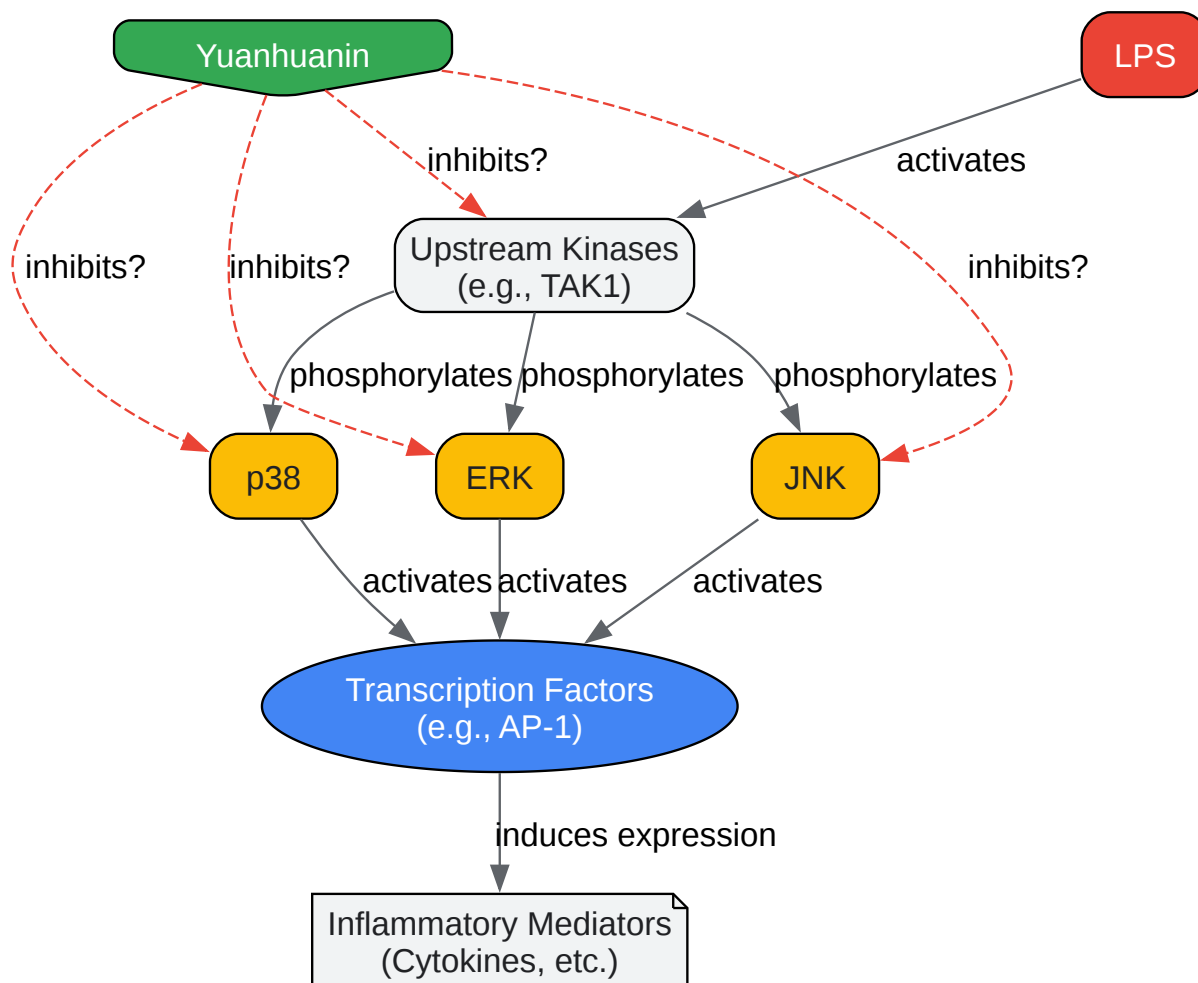 Yuanhuanin
LPS
inhibits?
activates
inhibits?
inhibits?
Upstream Kinases
(e.g., TAK1)
inhibits?
phosphorylates
phosphorylates
phosphorylates
p38
ERK
JNK
activates
activates
activates
Transcription Factors
(e.g., AP-1)
induces expression
Inflammatory Mediators
(Cytokines, etc.)